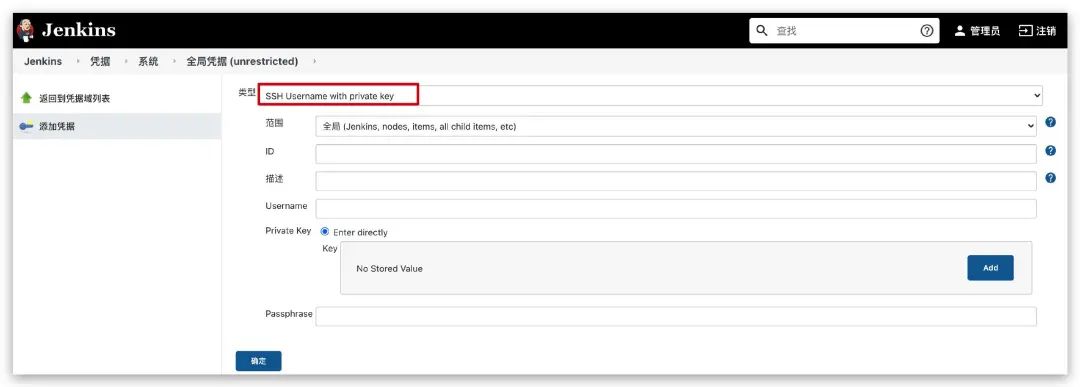 Jenkins
查找
管理员
注销
Jenkins 凭据 系统 全局凭据 (unrestricted)
返回到凭据域列表
添加凭据
类型 SSH Username with private key
范围 全局 (Jenkins, nodes, items, all child items, etc)
ID
描述
Username
Private Key Enter directly
Key
No Stored Value
Add
Passphrase
确定